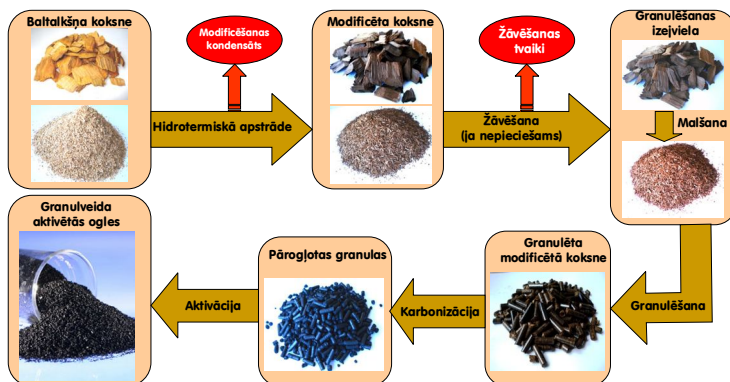 Baltalkšņa koksne
Modificēšanas
kondensāts
Hidrotermiskā apstrāde
Modificēta koksne
Žāvēšanas
tvaiki
Žāvēšana
(ja nepieciešams)
Granulēšanas
izejviela
Malšana
Granulēšana
Granulēta
modificētā koksne
Karbonizācija
Pārogļotas granulas
Aktivācija
Granulveida
aktivētās ogles